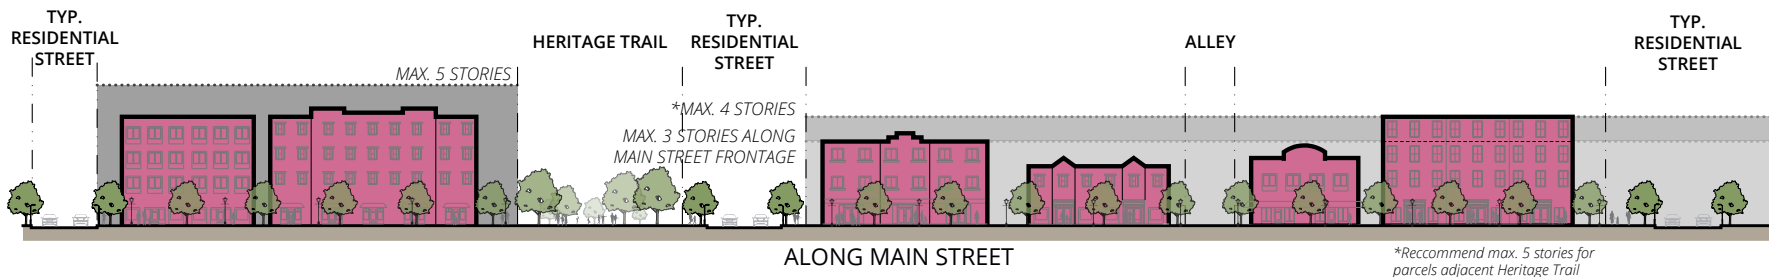 TYP.
RESIDENTIAL
STREET
MAX. 5 STORIES
HERITAGE TRAIL
TYP.
RESIDENTIAL
STREET
*MAX. 4 STORIES
MAX. 3 STORIES ALONG
MAIN STREET FRONTAGE
ALLEY
TYP.
RESIDENTIAL
STREET
ALONG MAIN STREET
*Reccommend max. 5 stories for
parcels adjacent Heritage Trail